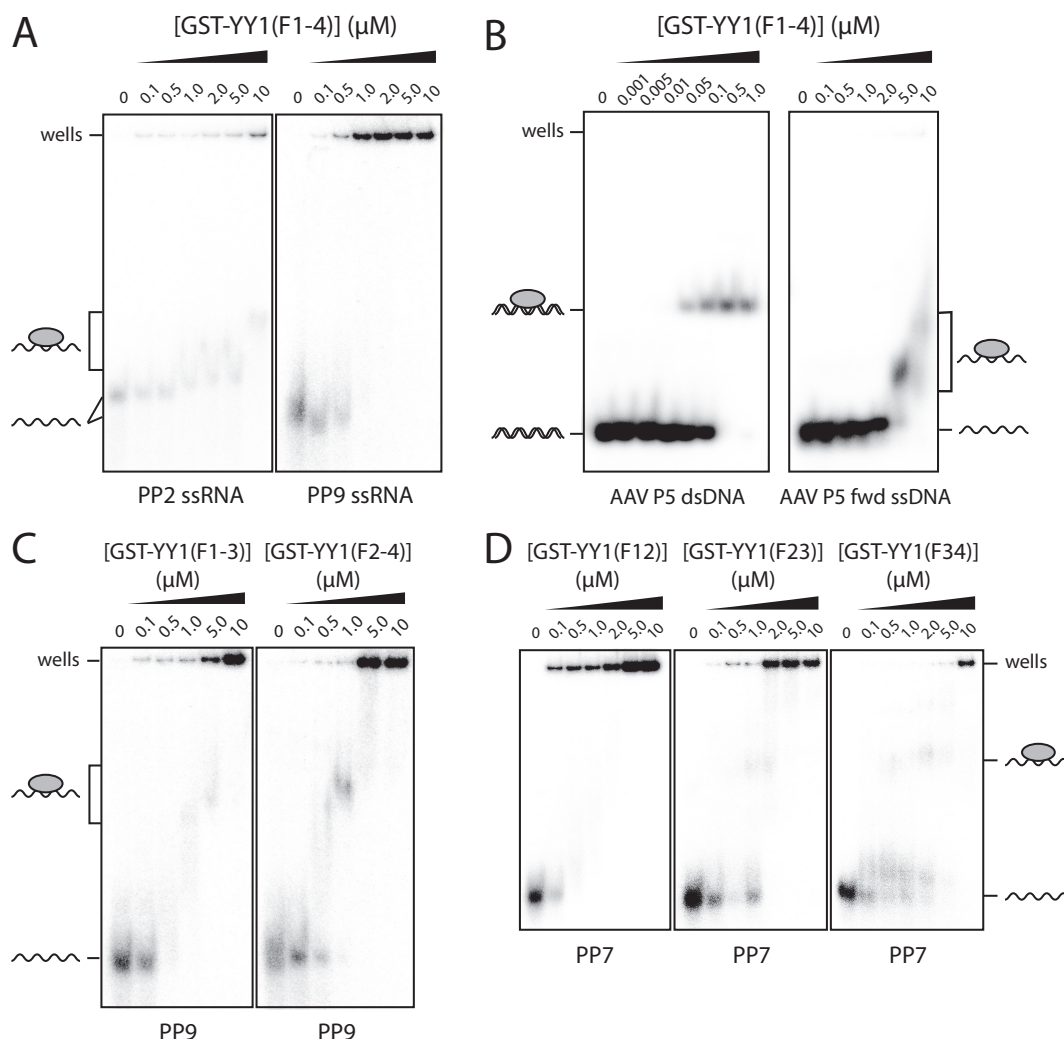 A
[GST-YY1(F1-4)] (µM)
0 0.1 0.5 1.0 2.0 5.0 10
0 0.1 0.5 1.0 2.0 5.0 10
wells
PP2 ssRNA
PP9 ssRNA
B
[GST-YY1(F1-4)] (µM)
0 0.001 0.005 0.01 0.05 0.1 0.5 1.0
0 0.1 0.5 1.0 2.0 5.0 10
wells
AAV P5 dsDNA
AAV P5 fwd ssDNA
C
[GST-YY1(F1-3)]
(µM)
[GST-YY1(F2-4)]
(µM)
0 0.1 0.5 1.0 5.0 10
0 0.1 0.5 1.0 5.0 10
wells
PP9
PP9
D
[GST-YY1(F12)]
(µM)
[GST-YY1(F23)]
(µM)
[GST-YY1(F34)]
(µM)
0 0.1 0.5 1.0 2.0 5.0 10
0 0.1 0.5 1.0 2.0 5.0 10
0 0.1 0.5 1.0 2.0 5.0 10
wells
PP7
PP7
PP7